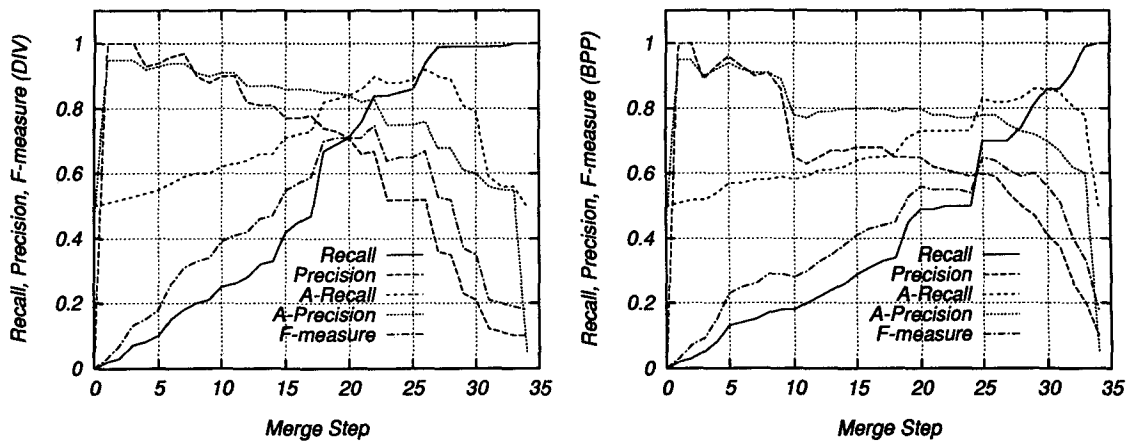 Recall, Precision, F-measure (DIV)
1
0.8
0.6
0.4
0.2
0
Recall
Precision
A-Recall
A-Precision
F-measure
0 5 10 15 20 25 30 35
Merge Step
Recall, Precision, F-measure (BPP)
1
0.8
0.6
0.4
0.2
0
Recall
Precision
A-Recall
A-Precision
F-measure
0 5 10 15 20 25 30 35
Merge Step